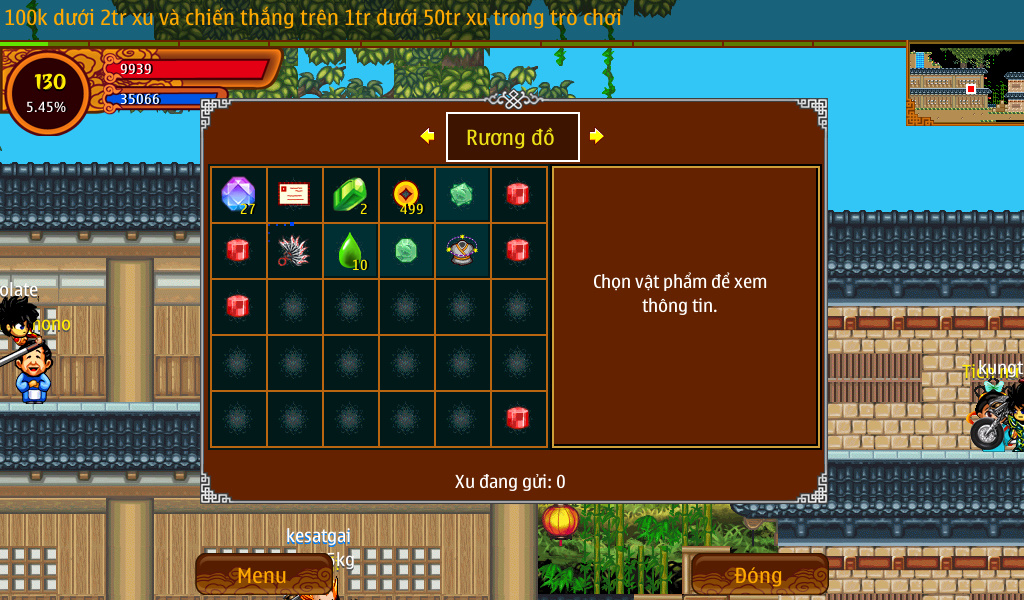 100k dưới 2tr xu và chiến thắng trên 1tr dưới 50tr xu trong trò chơi
130
9939
5.45%
35066
Rương đồ
27
2
499
10
Chọn vật phẩm để xem
thông tin.
Xu đang gửi: 0
kesatgai
Menu
Đóng